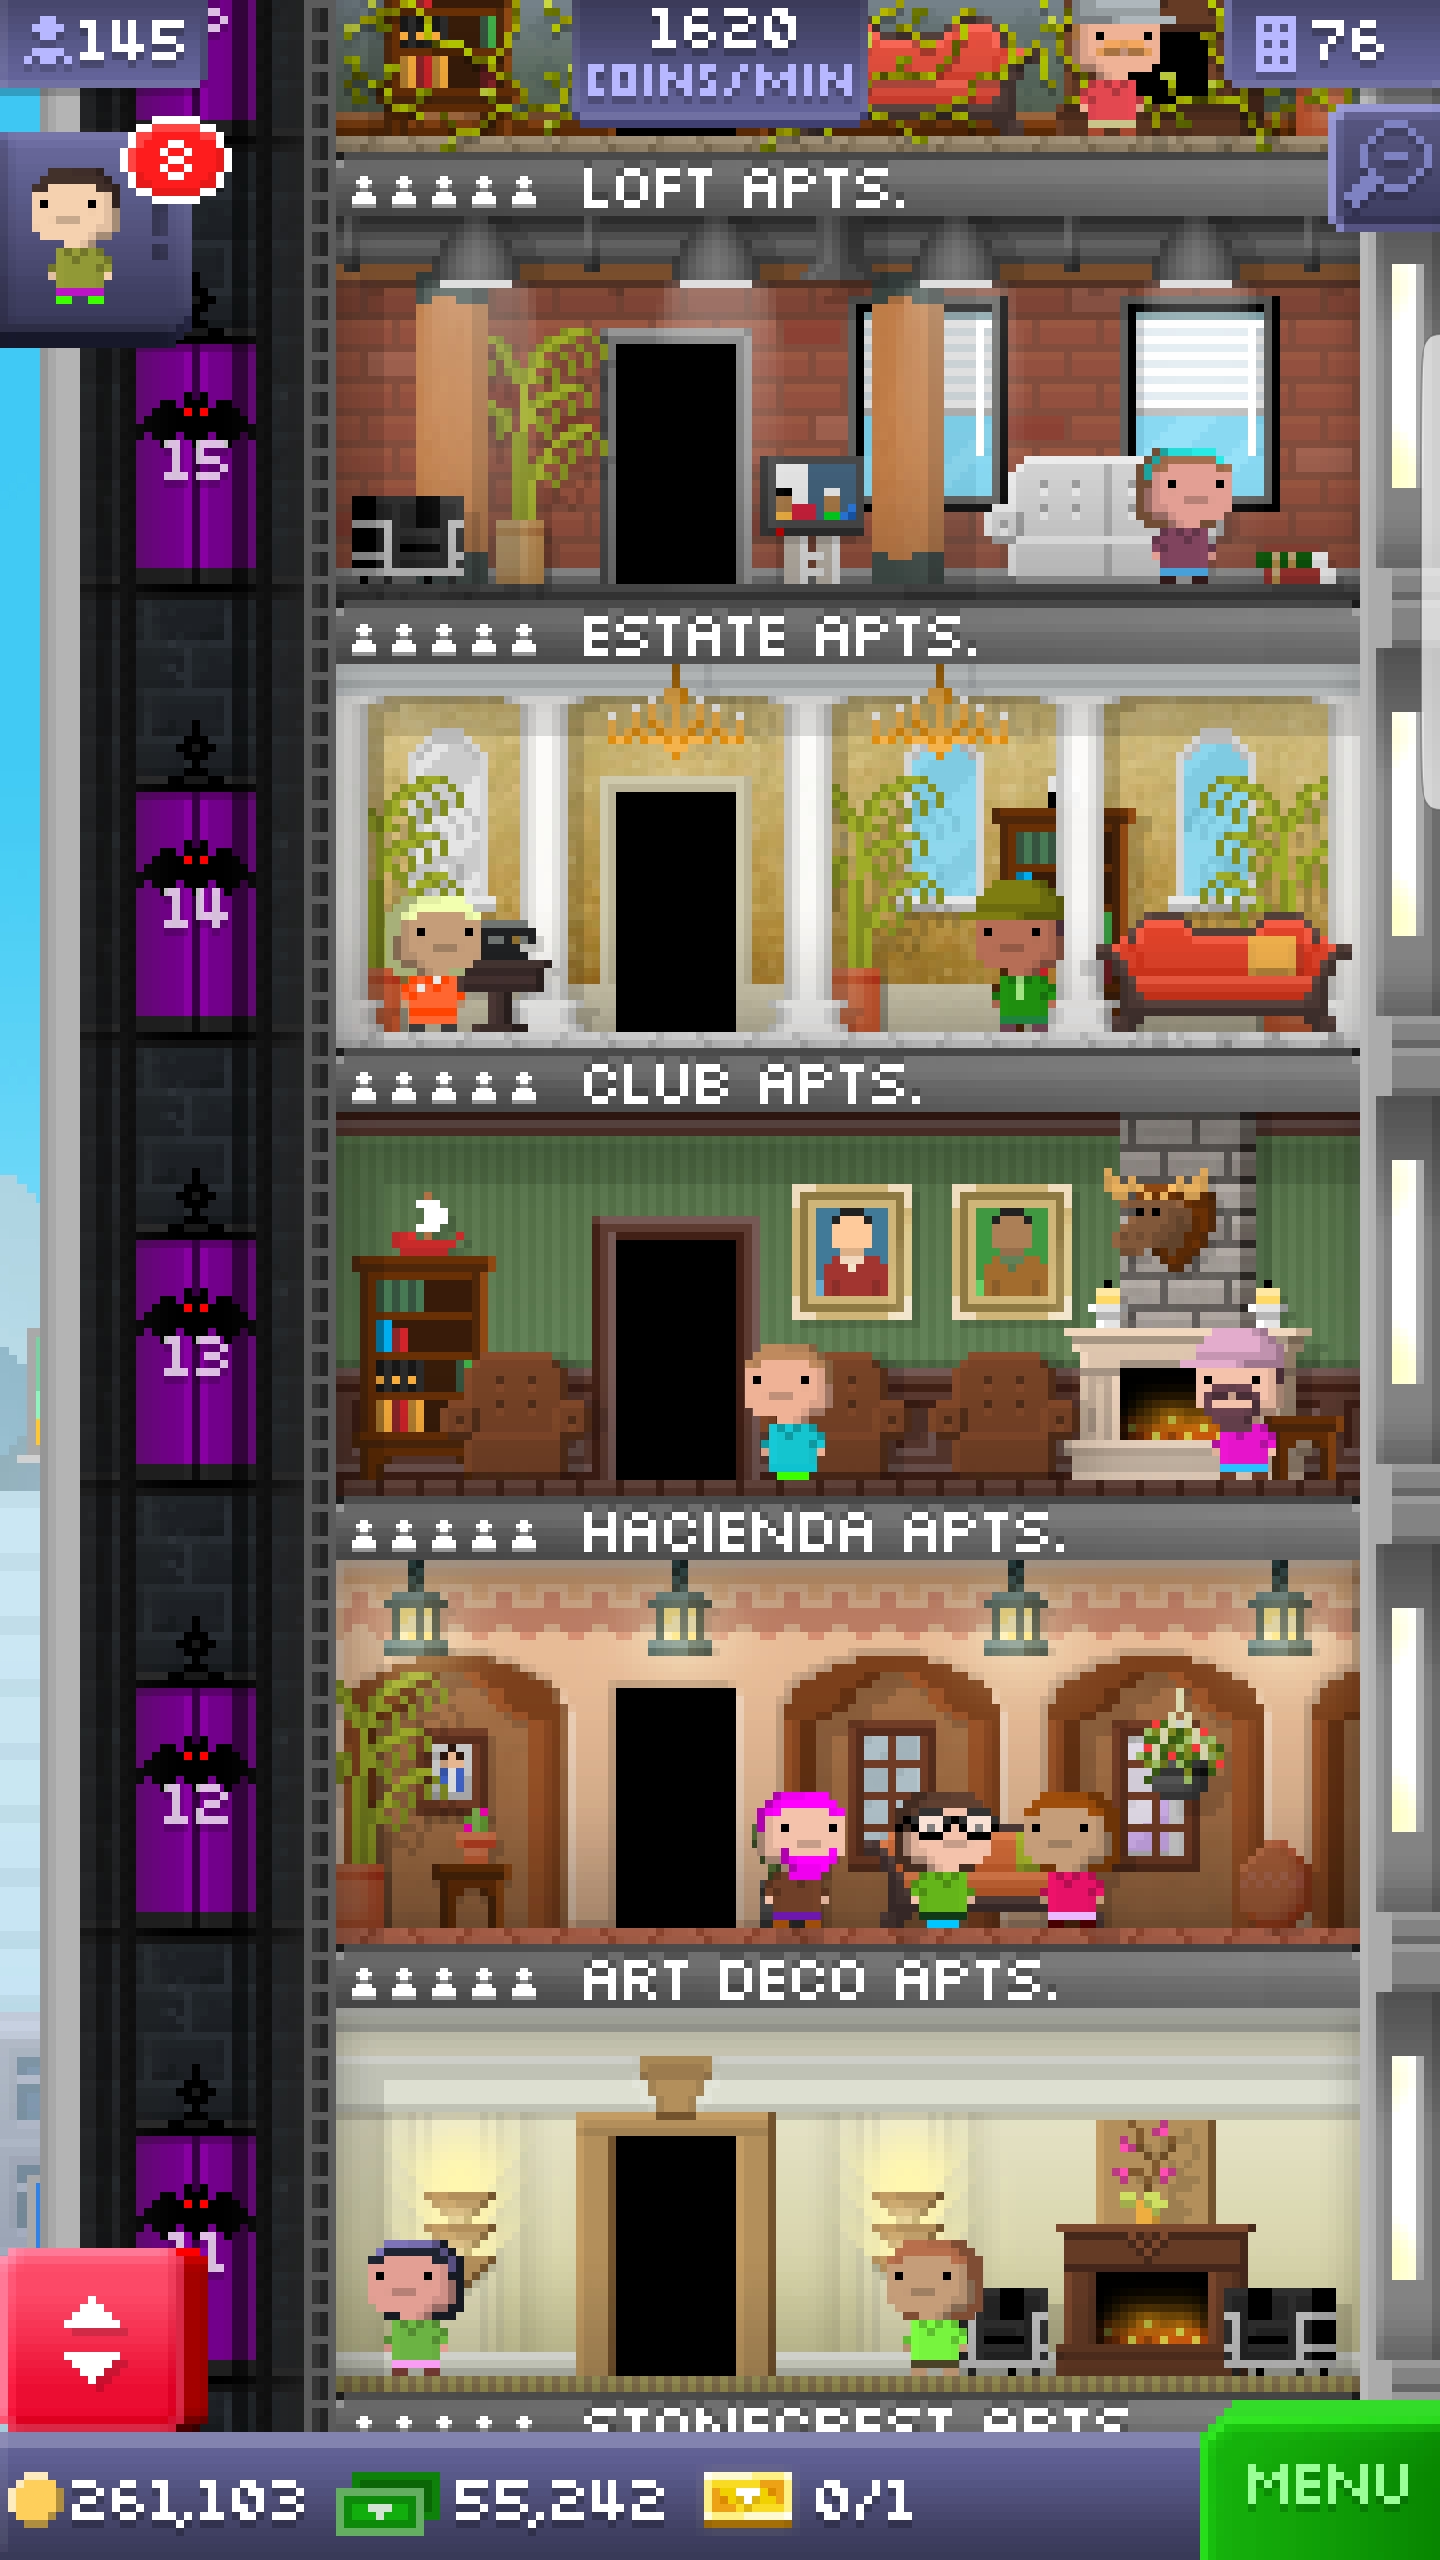 145
1620
COINS/MIN
76
8
LOFT APTS.
15
ESTATE APTS.
14
CLUB APTS.
13
HACIENDA APTS.
12
ART DECO APTS.
11
STONECREST APTS.
261,103
55,242
0/1
MENU